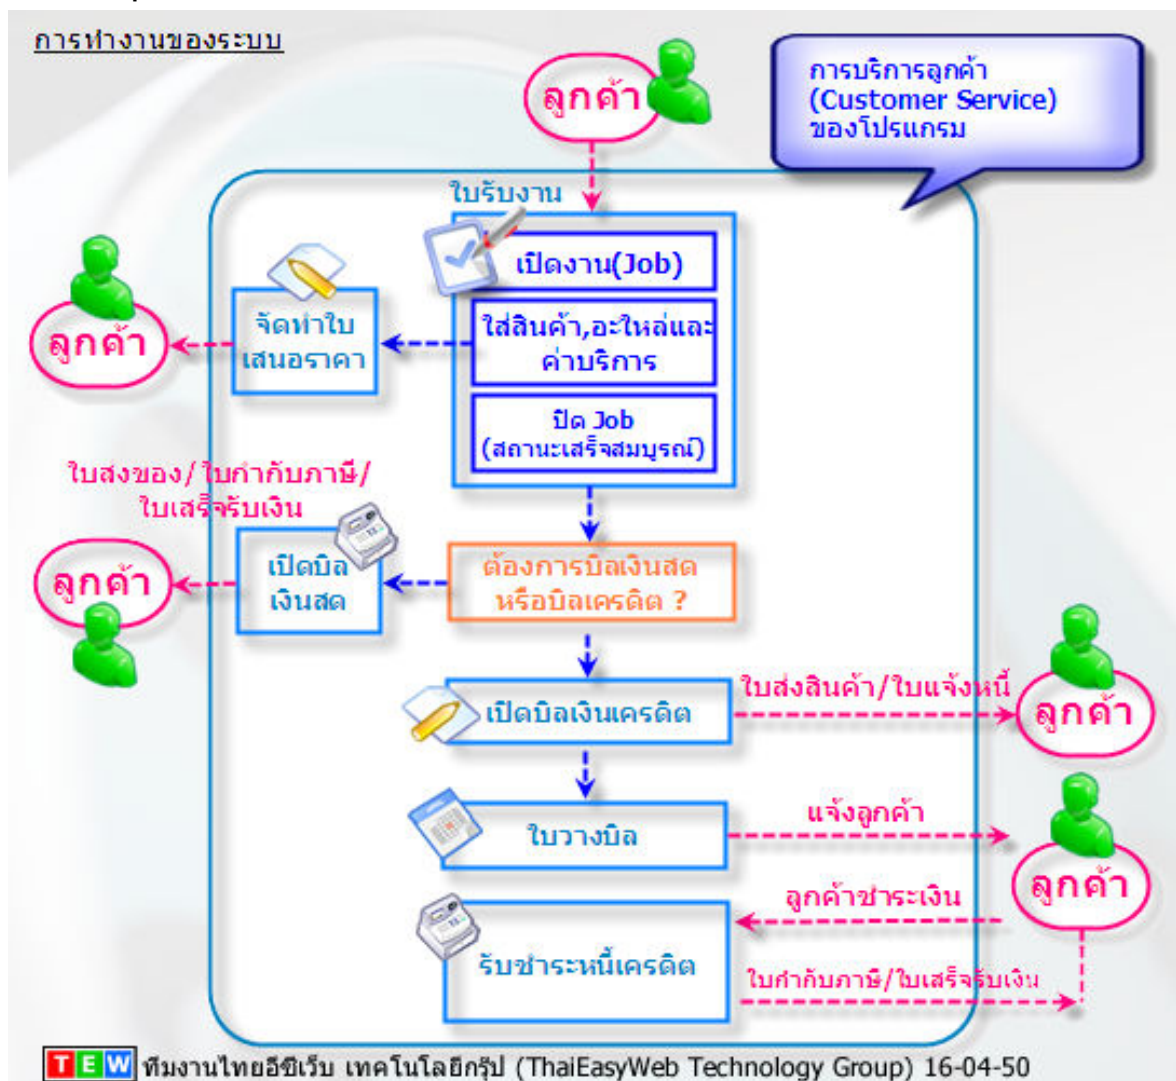 การทำงานของระบบ
ลูกค้า
การบริการลูกค้า
(Customer Service)
ของโปรแกรม
ใบรับงาน
เปิดงาน(Job)
ใส่สินค้า,อะใหล่และ
ค่าบริการ
ปิด Job
(สถานะเสร็จสมบูรณ์)
จัดทำใบ
เสนอราคา
ลูกค้า
ใบส่งของ/ใบกำกับภาษี/
ใบเสร็จรับเงิน
ต้องการบิลเงินสด
หรือบิลเครดิต ?
เปิดบิล
เงินสด
ลูกค้า
เปิดบิลเงินเครดิต
ใบส่งสินค้า/ใบแจ้งหนี้
ลูกค้า
ใบวางบิล
แจ้งลูกค้า
ลูกค้า
ลูกค้าชำระเงิน
รับชำระหนี้เครดิต
ใบกำกับภาษี/ใบเสร็จรับเงิน
TEW ทีมงานไทยอีซีเว็บ เทคโนโลยีกรุ๊ป (ThaiEasyWeb Technology Group) 16-04-50